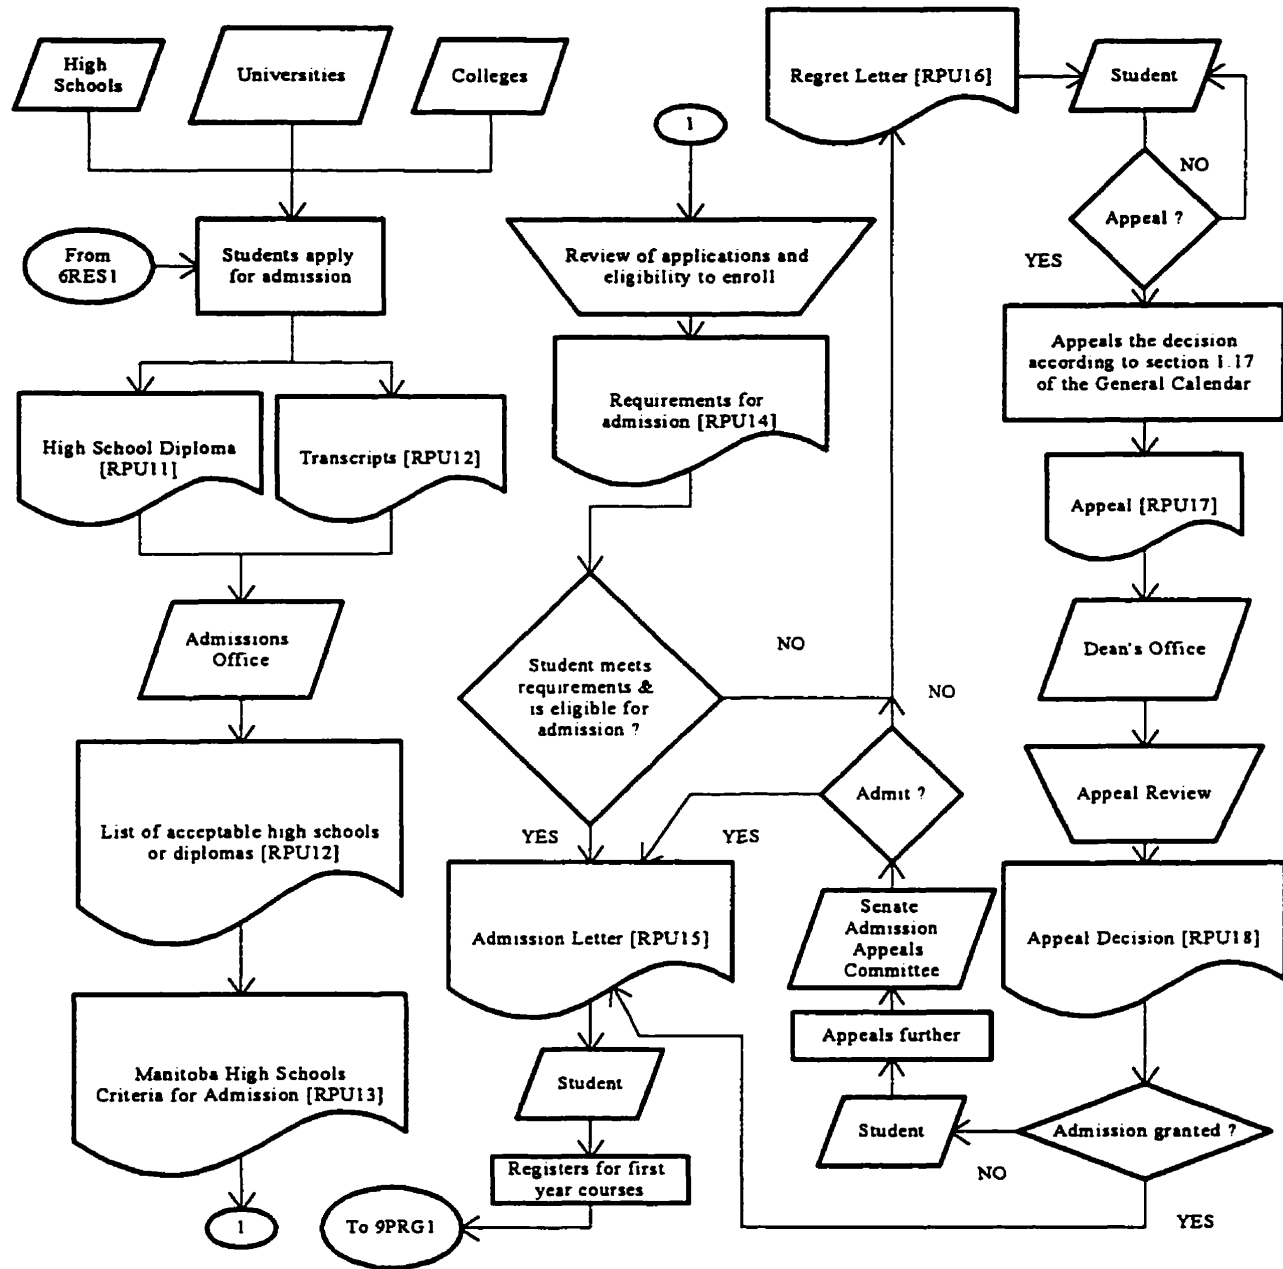 High
Schools
Universities
Colleges
From
6RES1
Students apply
for admission
High School Diploma
[RPU11]
Transcripts [RPU12]
Admissions
Office
List of acceptable high schools
or diplomas [RPU12]
Manitoba High Schools
Criteria for Admission [RPU13]
1
1
Review of applications and
eligibility to enroll
Requirements for
admission [RPU14]
Student meets
requirements &
is eligible for
admission ?
NO
YES
Admission Letter [RPU15]
Student
Registers for first
year courses
To 9PRG1
Regret Letter [RPU16]
Student
NO
Appeal ?
YES
Appeals the decision
according to section 1.17
of the General Calendar
Appeal [RPU17]
Dean's Office
Appeal Review
Appeal Decision [RPU18]
Admission granted ?
NO
YES
Student
Appeals further
Senate
Admission
Appeals
Committee
Admit ?
NO
YES